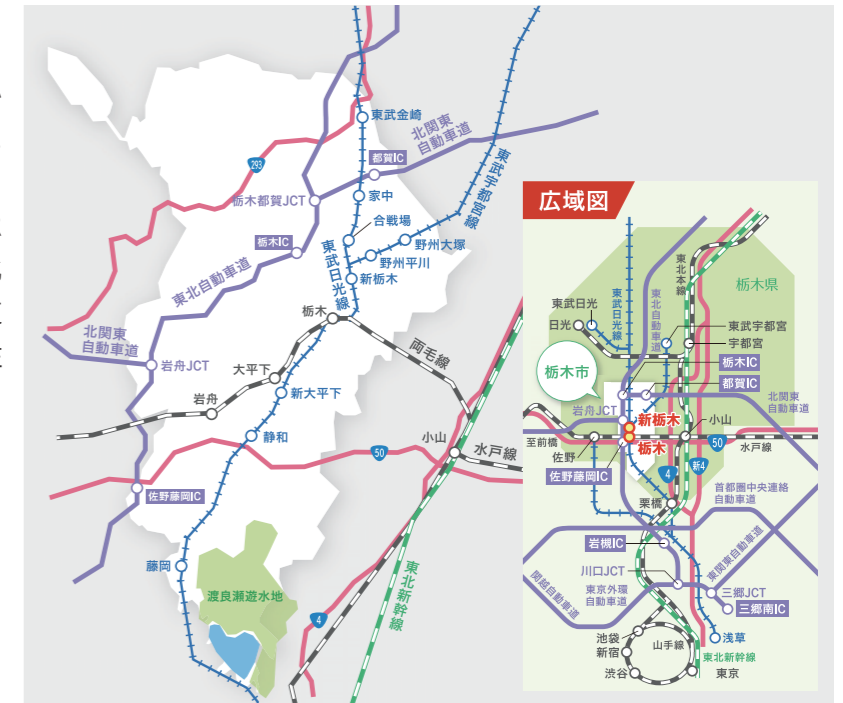 東武金崎
北関東
自動車道
都賀IC
293
東武宇都宮線
栃木都賀JCT
家中
合戦場
栃木IC
野州大塚
野州平川
東武日光線
新栃木
東北自動車道
栃木
北関東
自動車道
岩舟JCT
両毛線
大平下
新大平下
岩舟
静和
小山
水戸線
50
佐野藤岡IC
藤岡
東北新幹線
渡良瀬遊水地
4
広域図
東北本線
栃木県
東武日光
東武日光線
東北自動車道
日光
東武宇都宮
宇都宮
栃木IC
栃木市
都賀IC
北関東
自動車道
岩舟JCT
新栃木
小山
至前橋
佐野
栃木
50
水戸線
佐野藤岡IC
4
新4
首都圏中央連絡
自動車道
栗橋
岩槻IC
東関東自動車道
川口JCT
関越自動車道
東京外環
自動車道
三郷JCT
三郷南IC
池袋
新宿
山手線
浅草
東北新幹線
渋谷
東京